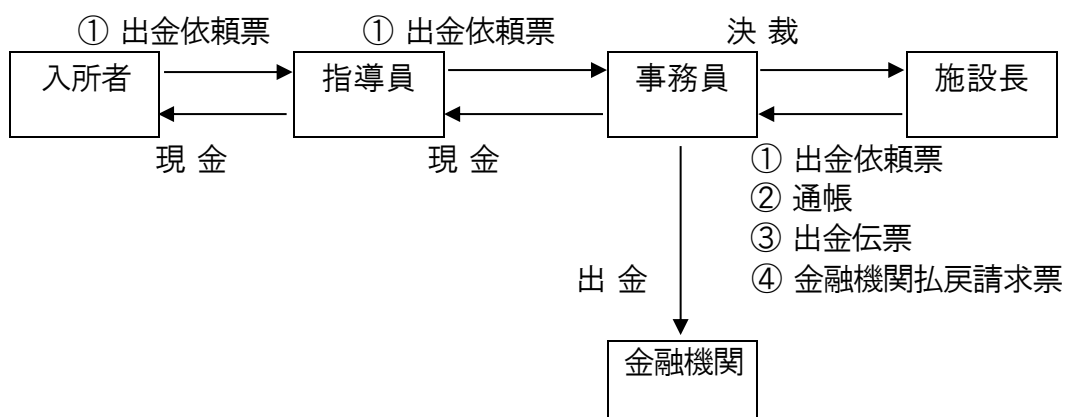 ① 出金依頼票 ① 出金依頼票 決 裁
入所者 指導員 事務員 施設長
現 金 現 金 ① 出金依頼票
② 通帳
③ 出金伝票
出 金 ④ 金融機関払戻請求票
金融機関